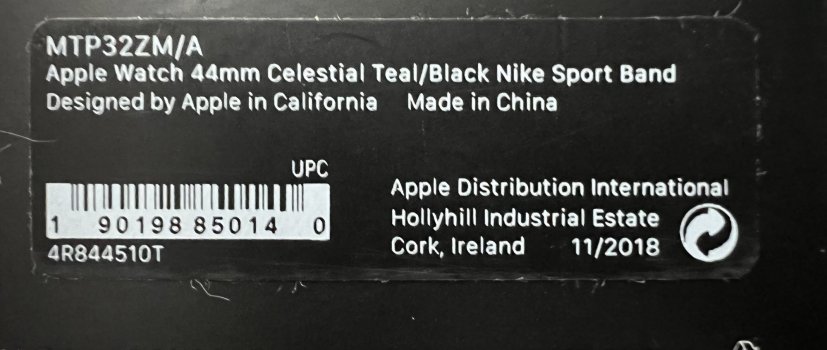 MTP32ZM/A
Apple Watch 44mm Celestial Teal/Black Nike Sport Band
Designed by Apple in California Made in China
UPC
1 90198 85014 0
4R844510T
Apple Distribution International
Hollyhill Industrial Estate
Cork, Ireland 11/2018